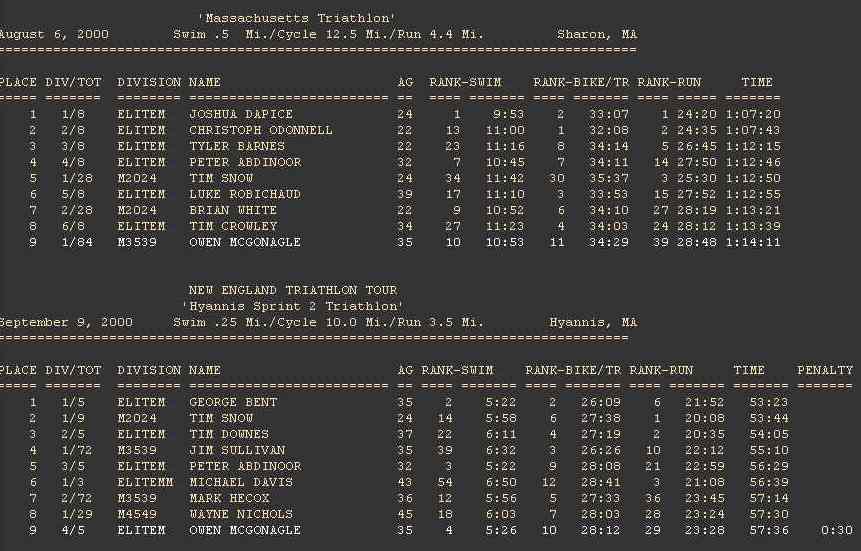 'Massachusetts Triathlon'
August 6, 2000 Swim .5 Mi./Cycle 12.5 Mi./Run 4.4 Mi. Sharon, MA
================================================================================
PLACE DIV/TOT DIVISION NAME AG RANK-SWIM RANK-BIKE/TR RANK-RUN TIME
===== ======= ======== ========================= == ==== ===== ==== ===== ==== ===== =======
1 1/8 ELITEM JOSHUA DAPICE 24 1 9:53 2 33:07 1 24:20 1:07:20
2 2/8 ELITEM CHRISTOPH ODONNELL 22 13 11:00 1 32:08 2 24:35 1:07:43
3 3/8 ELITEM TYLER BARNES 22 23 11:16 8 34:14 5 26:45 1:12:15
4 4/8 ELITEM PETER ABDINOOR 32 7 10:45 7 34:11 14 27:50 1:12:46
5 1/28 M2024 TIM SNOW 24 34 11:42 30 35:37 3 25:30 1:12:50
6 5/8 ELITEM LUKE ROBICHAUD 39 17 11:10 3 33:53 15 27:52 1:12:55
7 2/28 M2024 BRIAN WHITE 22 9 10:52 6 34:10 27 28:19 1:13:21
8 6/8 ELITEM TIM CROWLEY 34 27 11:23 4 34:03 24 28:12 1:13:39
9 1/84 M3539 OWEN MCGONAGLE 35 10 10:53 11 34:29 39 28:48 1:14:11
NEW ENGLAND TRIATHLON TOUR
'Hyannis Sprint 2 Triathlon'
September 9, 2000 Swim .25 Mi./Cycle 10.0 Mi./Run 3.5 Mi. Hyannis, MA
===============================================================================
PLACE DIV/TOT DIVISION NAME AG RANK-SWIM RANK-BIKE/TR RANK-RUN TIME PENALTY
===== ======= ======== ========================= == ==== ===== ==== ===== ==== ======= ======= =======
1 1/5 ELITEM GEORGE BENT 35 2 5:22 2 26:09 6 21:52 53:23
2 1/9 M2024 TIM SNOW 24 14 5:58 6 27:38 1 20:08 53:44
3 2/5 ELITEM TIM DOWNES 37 22 6:11 4 27:19 2 20:35 54:05
4 1/72 M3539 JIM SULLIVAN 35 39 6:32 3 26:26 10 22:12 55:10
5 3/5 ELITEM PETER ABDINOOR 32 3 5:22 9 28:08 21 22:59 56:29
6 1/3 ELITEMM MICHAEL DAVIS 43 54 6:50 12 28:41 3 21:08 56:39
7 2/72 M3539 MARK HECOX 36 12 5:56 5 27:33 36 23:45 57:14
8 1/29 M4549 WAYNE NICHOLS 45 18 6:03 7 28:03 28 23:24 57:30
9 4/5 ELITEM OWEN MCGONAGLE 35 4 5:26 10 28:12 29 23:28 57:36 0:30